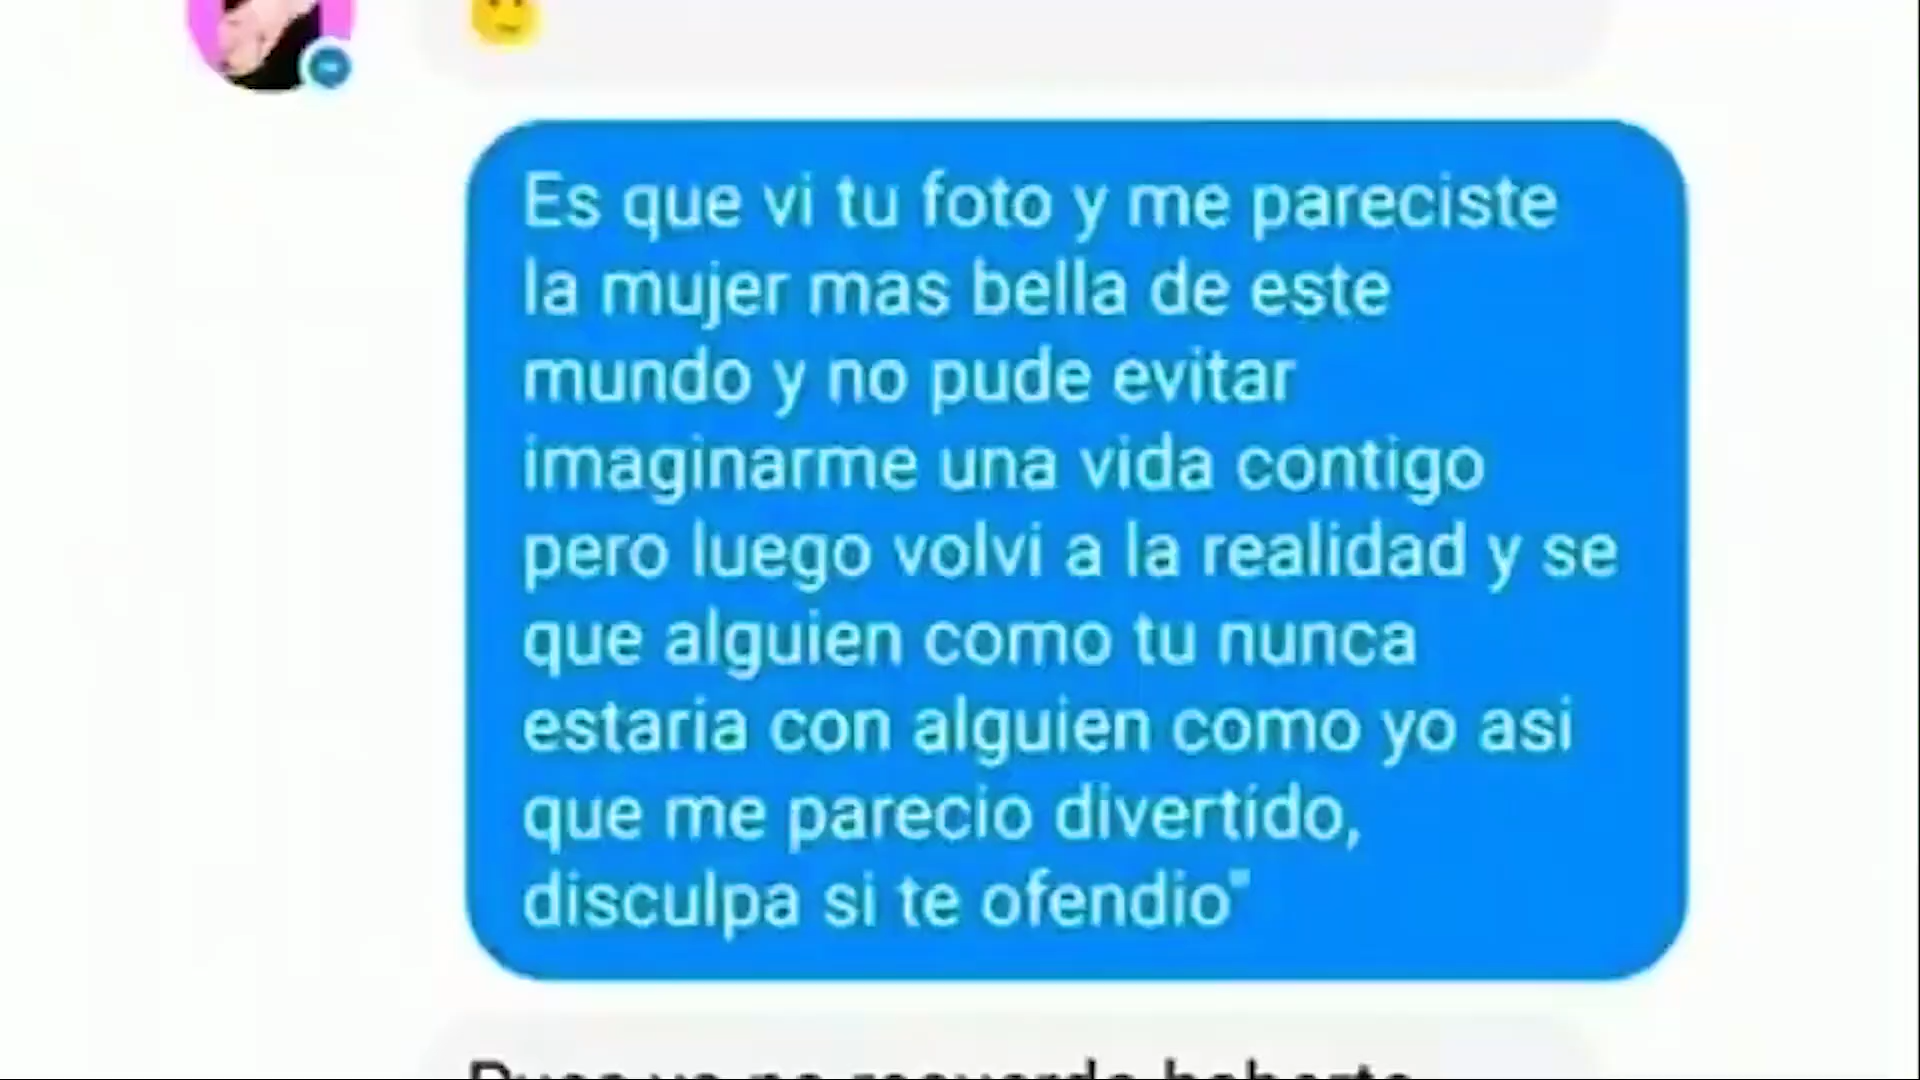 Es que vi tu foto y me pareciste
la mujer mas bella de este
mundo y no pude evitar
imaginarme una vida contigo
pero luego volvi a la realidad y se
que alguien como tu nunca
estaria con alguien como yo asi
que me parecio divertido,
disculpa si te ofendio"